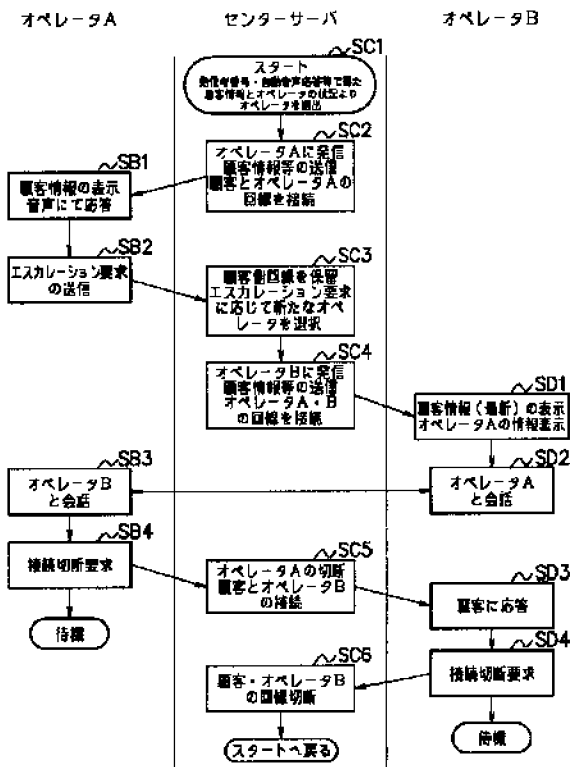 オペレータA
センターサーバ
オペレータB
SC1
スタート
発信者番号・自動音声応答等で得た
顧客情報とオペレータの状況より
オペレータを選出
SC2
オペレータAに発信
顧客情報等の送信
顧客とオペレータAの
回線を接続
SB1
顧客情報の表示
音声にて応答
SB2
エスカレーション要求
の送信
SC3
顧客側回線を保留
エスカレーション要求
に応じて新たなオペ
レータを選択
SC4
オペレータBに発信
顧客情報等の送信
オペレータA・B
の回線を接続
SD1
顧客情報(最新)の表示
オペレータAの情報表示
SB3
オペレータB
と会話
SD2
オペレータA
と会話
SB4
接続切断要求
SC5
オペレータAの切断
顧客とオペレータB
の接続
SD3
顧客に応答
待機
SD4
接続切断要求
SC6
顧客・オペレータB
の回線切断
スタートへ戻る
待機